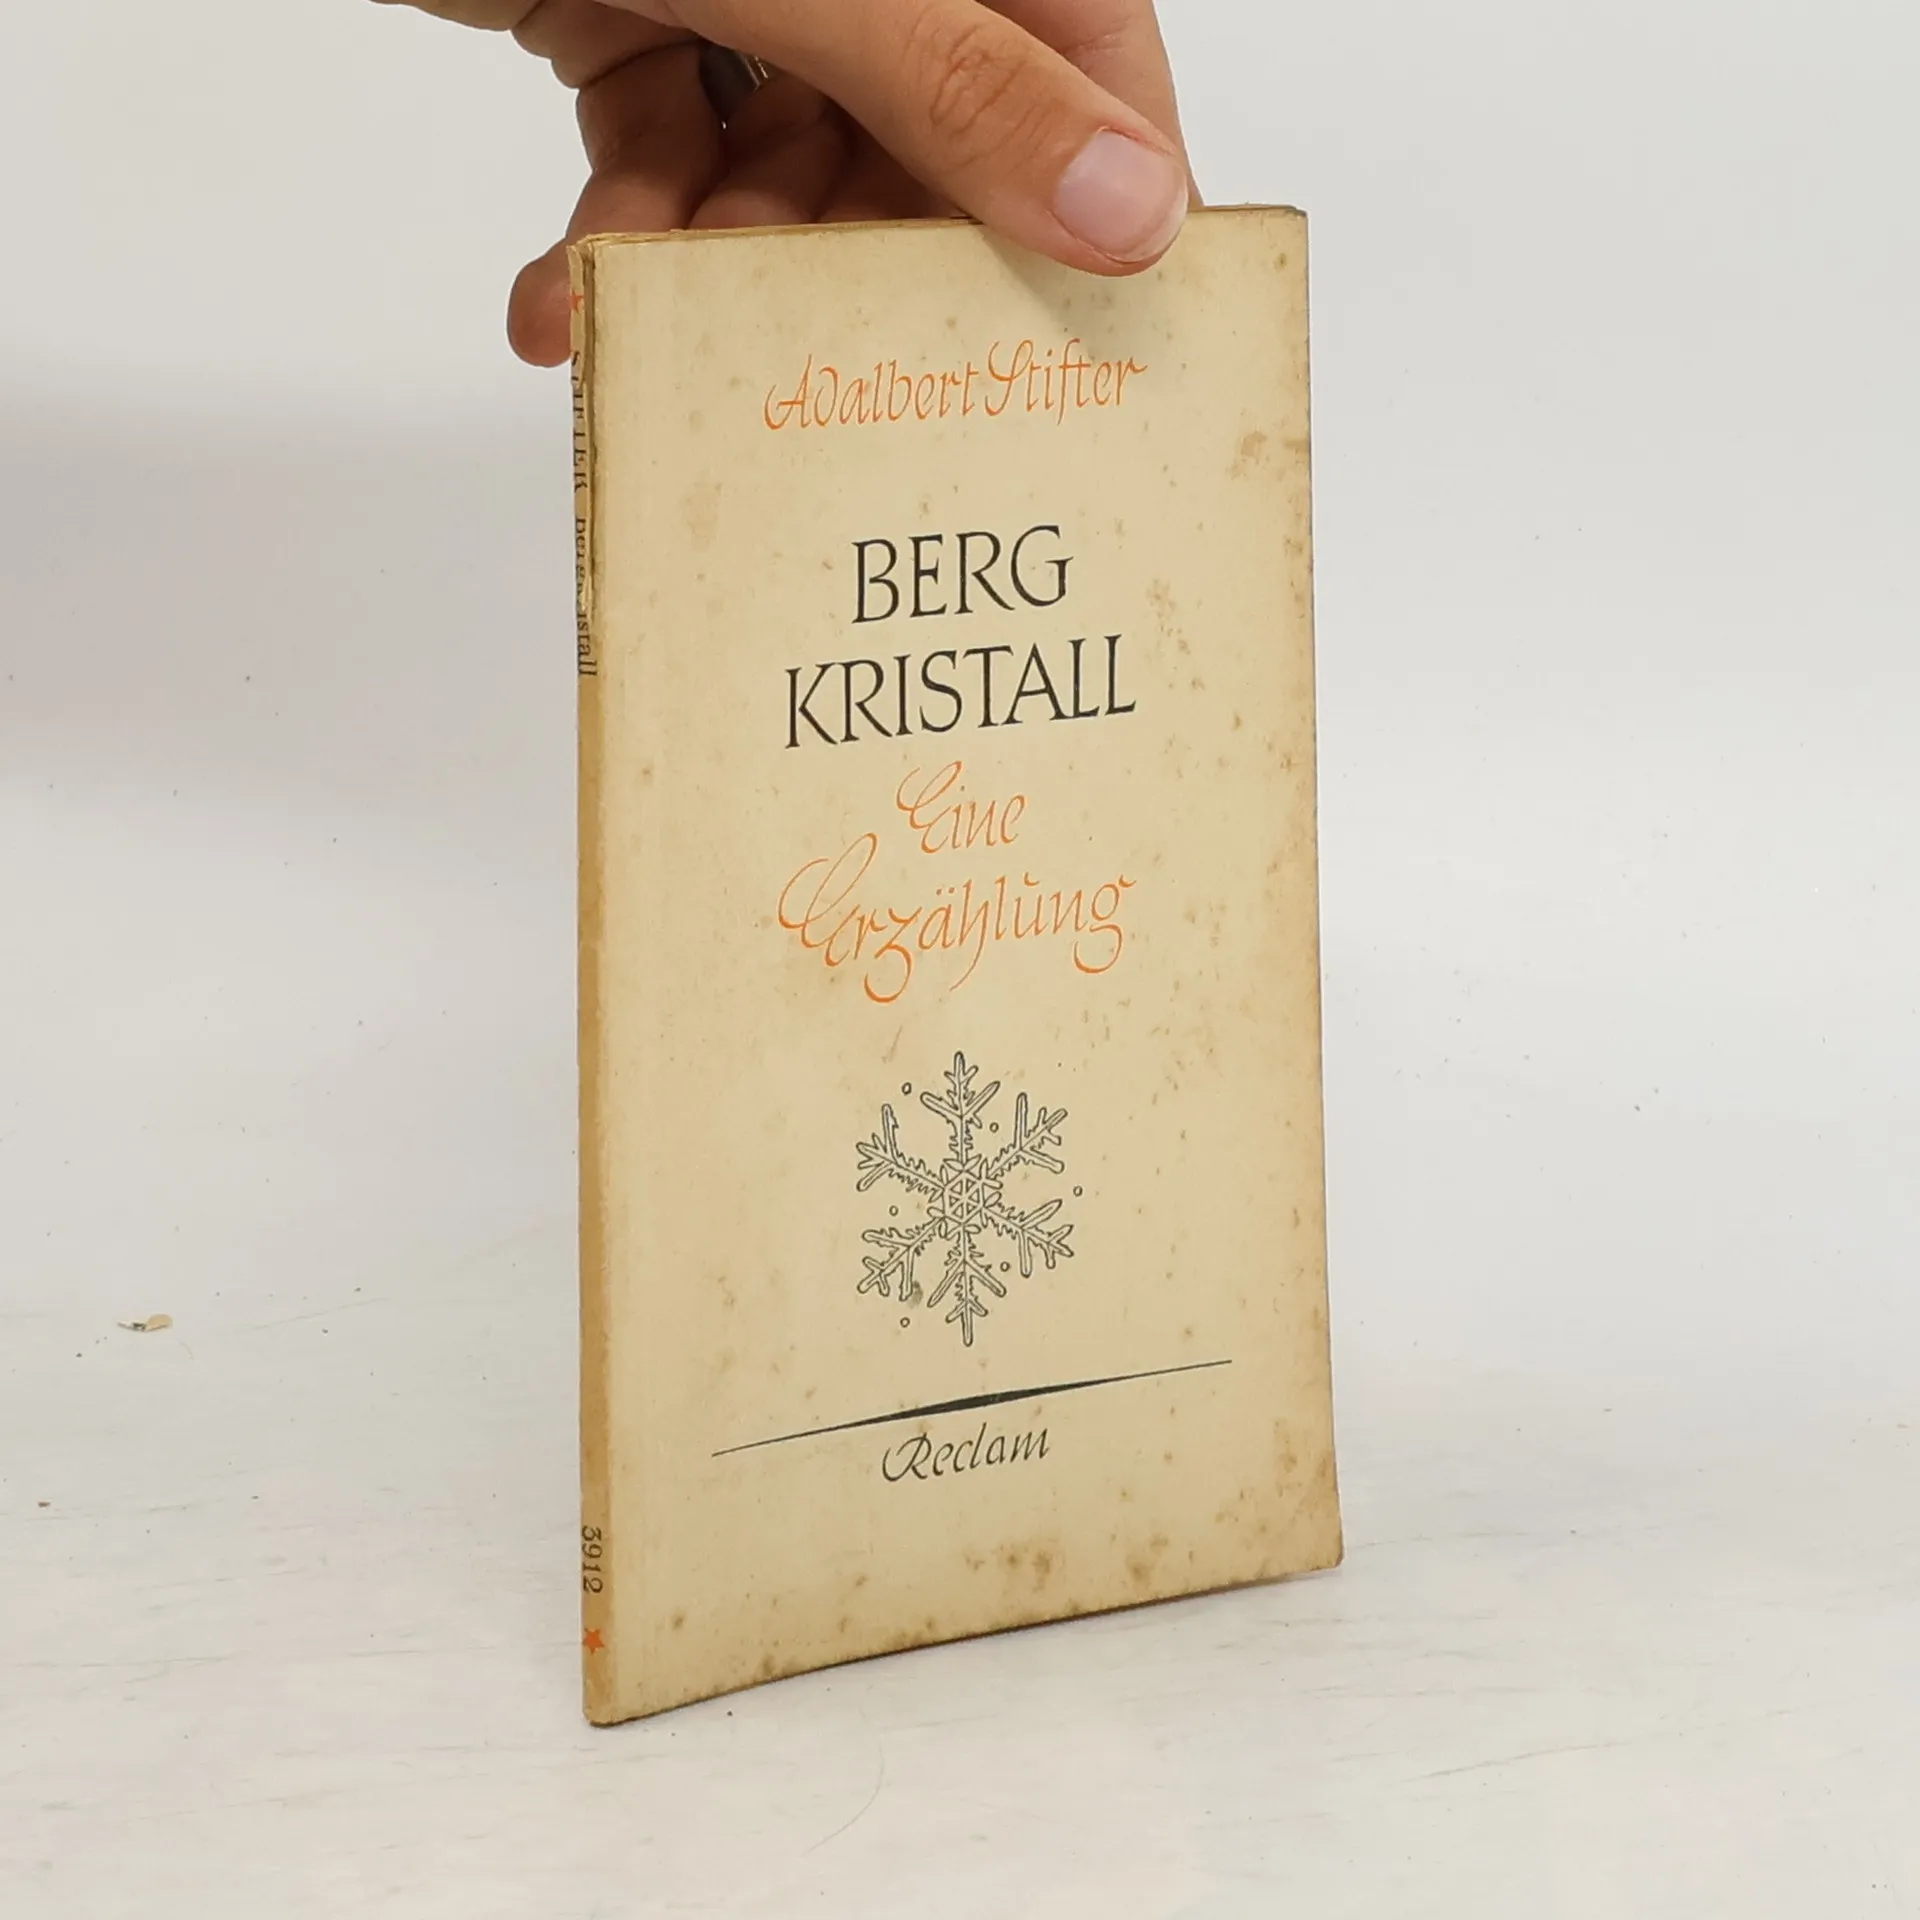 Adalbert Stifter
BERG
KRISTALL
Eine
Erzählung
Reclam
STIFTER Bergkristall
3912